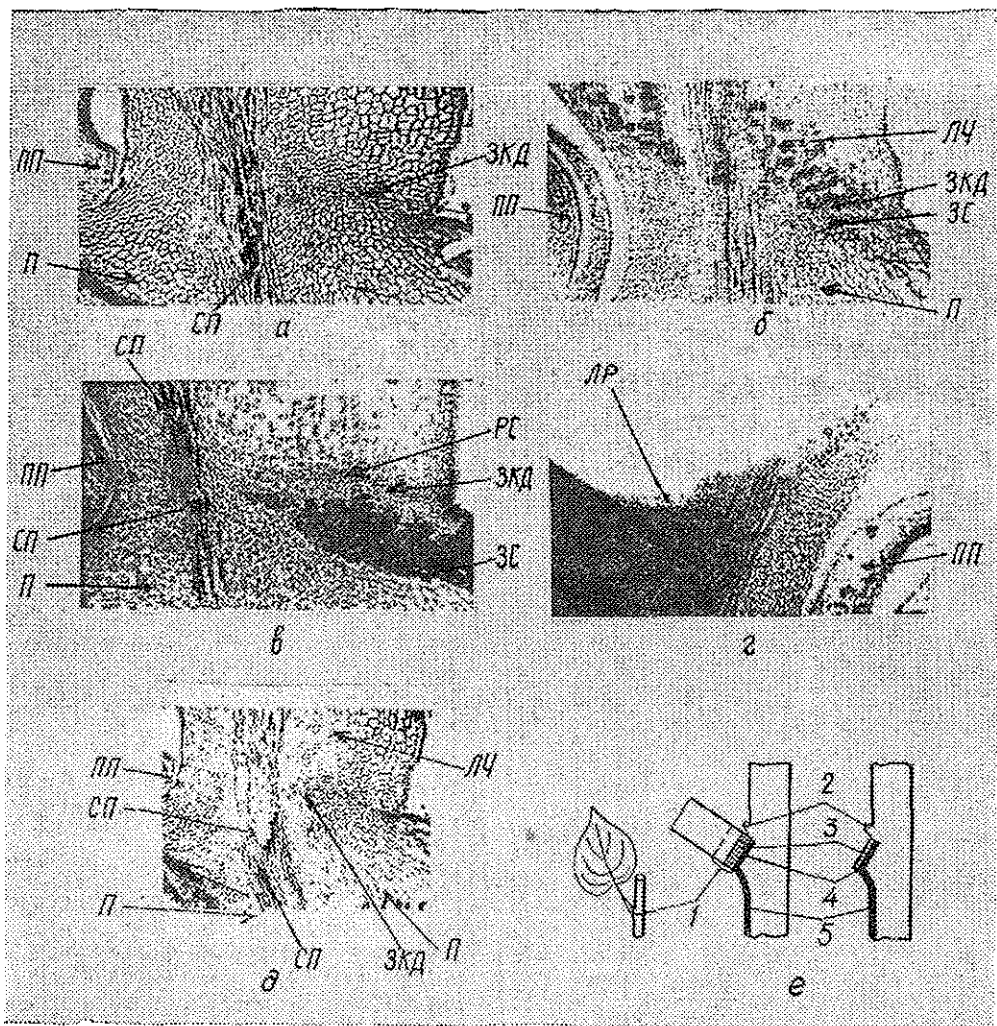 ПП
ЗКД
П
СП
а
ЛЧ
ЗКД
ЗС
ПП
П
б
СП
РС
ПП
ЗКД
СП
П
ЗС
в
ЛР
ПП
г
ПП
ЛЧ
СП
П
СП
ЗКД
П
д
2
3
4
1
5
е